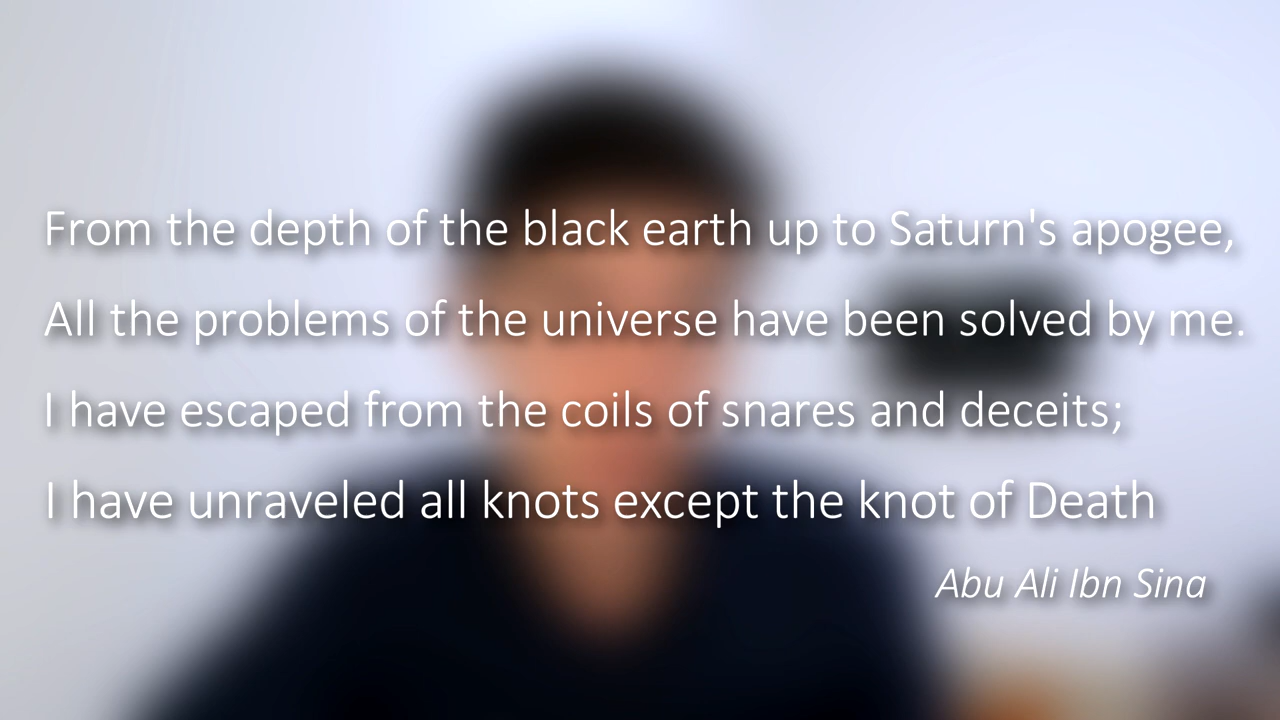 From the depth of the black earth up to Saturn's apogee,
All the problems of the universe have been solved by me.
I have escaped from the coils of snares and deceits;
I have unraveled all knots except the knot of Death
Abu Ali Ibn Sina